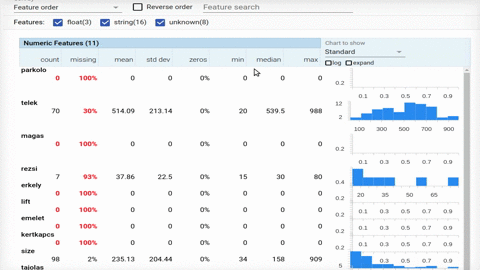 Feature order
Reverse order
Feature search
Features: float(3) string(16) unknown(8)
Numeric Features (11)
Chart to show
Standard
log expand
count missing mean std dev zeros min median max
parkolo
0 100% 0 0 0% 0 0 0
0.2
0.1 0.3 0.5 0.7 0.9
telek
70 30% 514.09 213.14 0% 20 539.5 988
12
2
100 300 500 700 900
magas
0 100% 0 0 0% 0 0 0
0.2
0.1 0.3 0.5 0.7 0.9
rezsi
7 93% 37.86 22.5 0% 15 30 80
0.4
20 35 50 65
erkely
0 100% 0 0 0% 0 0 0
0.1 0.3 0.5 0.7 0.9
lift
0 100% 0 0 0% 0 0 0
0.1 0.3 0.5 0.7 0.9
emelet
0 100% 0 0 0% 0 0 0
0.1 0.3 0.5 0.7 0.9
kertkapcs
0 100% 0 0 0% 0 0 0
0.2
0.1 0.3 0.5 0.7 0.9
size
98 2% 235.13 204.44 0% 34 158 909
5
tajolas